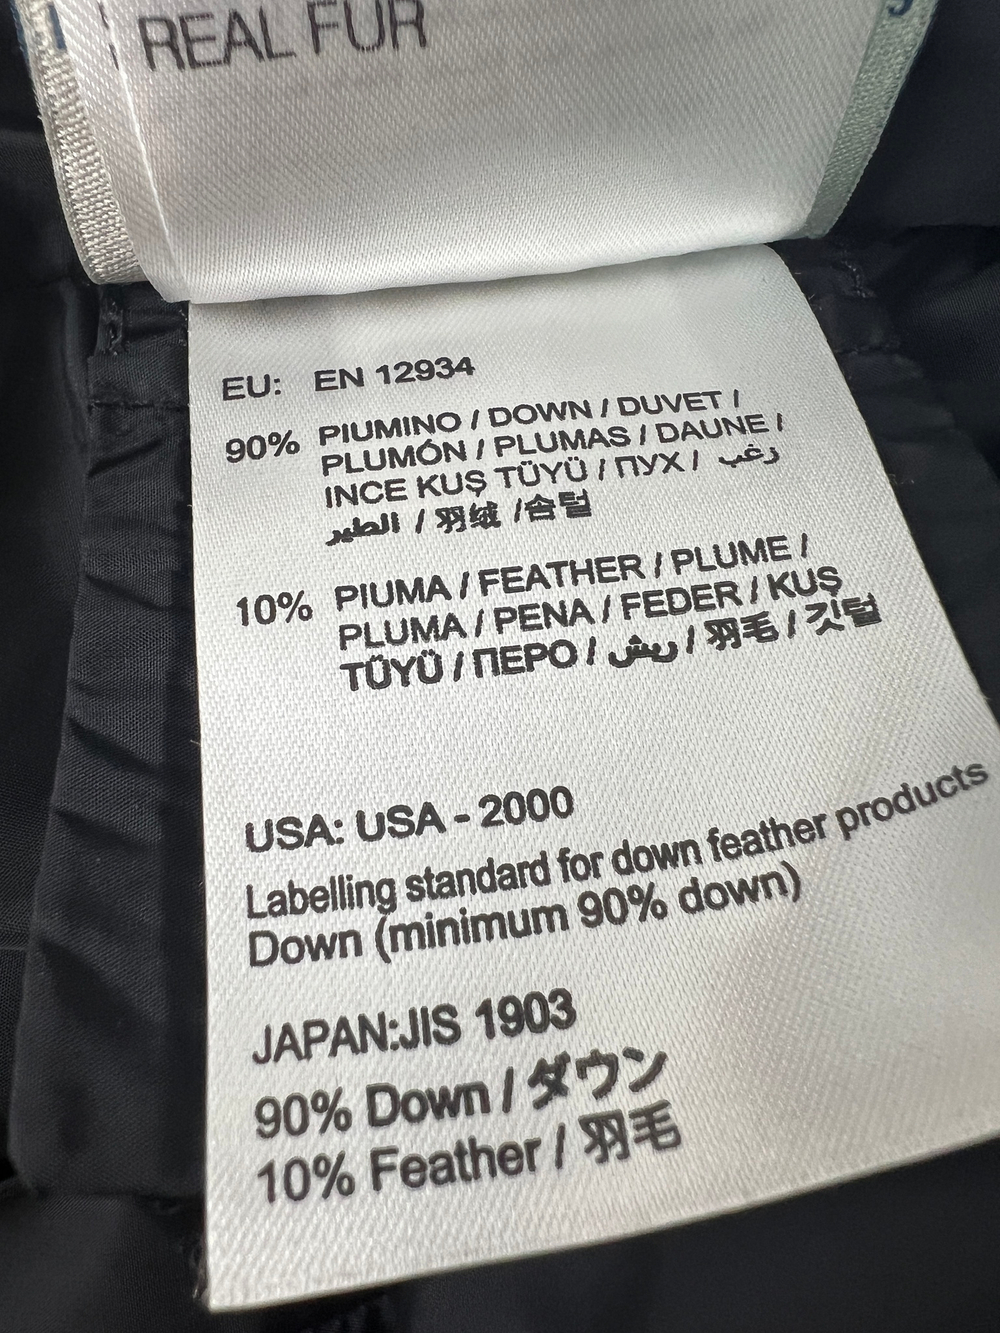 REAL FUR
EU: EN 12934
90% PIUMINO / DOWN / DUVET /
PLUMÓN / PLUMAS / DAUNE /
INCE KUŞ TÜYÜ / ПУХ / زغب
الطير / 羽绒 / 솜털
10% PIUMA / FEATHER / PLUME /
PLUMA / PENA / FEDER / KUŞ
TÜYÜ / ПЕРО / ريش / 羽毛 / 깃털
USA: USA - 2000
Labelling standard for down feather products
Down (minimum 90% down)
JAPAN:JIS 1903
90% Down / ダウン
10% Feather / 羽毛